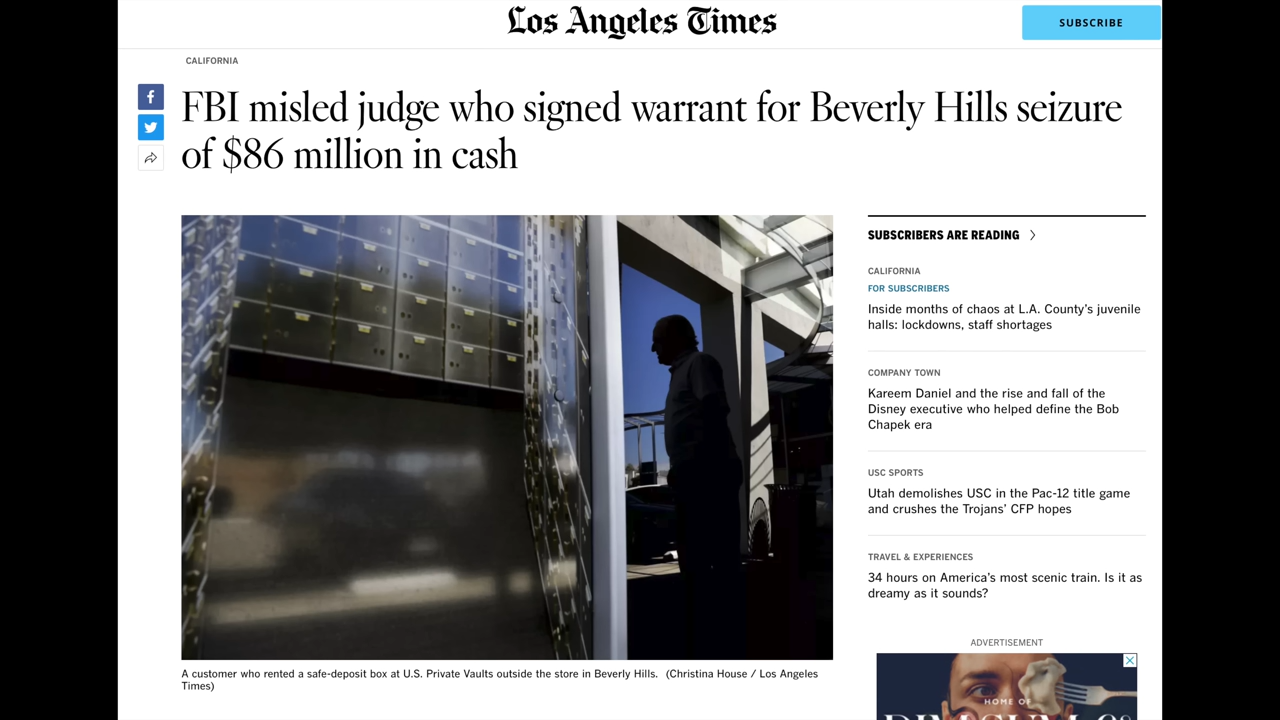 Los Angeles Times
SUBSCRIBE
CALIFORNIA
FBI misled judge who signed warrant for Beverly Hills seizure
of $86 million in cash
SUBSCRIBERS ARE READING
CALIFORNIA
FOR SUBSCRIBERS
Inside months of chaos at L.A. County’s juvenile
halls: lockdowns, staff shortages
COMPANY TOWN
Kareem Daniel and the rise and fall of the
Disney executive who helped define the Bob
Chapek era
USC SPORTS
Utah demolishes USC in the Pac-12 title game
and crushes the Trojans’ CFP hopes
TRAVEL & EXPERIENCES
34 hours on America’s most scenic train. Is it as
dreamy as it sounds?
ADVERTISEMENT
HOME OF
A customer who rented a safe-deposit box at U.S. Private Vaults outside the store in Beverly Hills. (Christina House / Los Angeles
Times)